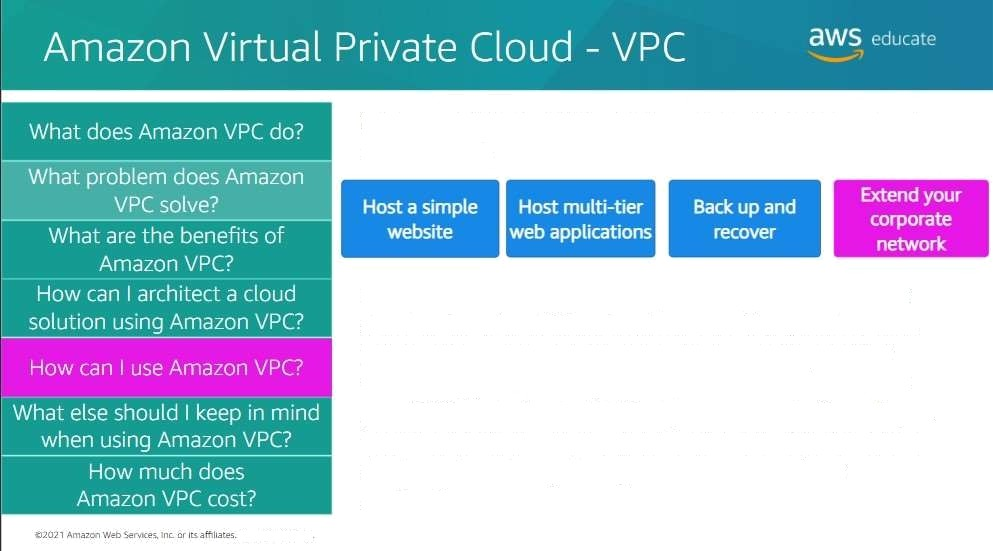 Amazon Virtual Private Cloud - VPC
aws educate
What does Amazon VPC do?
What problem does Amazon
VPC solve?
What are the benefits of
Amazon VPC?
How can I architect a cloud
solution using Amazon VPC?
How can I use Amazon VPC?
What else should I keep in mind
when using Amazon VPC?
How much does
Amazon VPC cost?
Host a simple
website
Host multi-tier
web applications
Back up and
recover
Extend your
corporate
network
©2021 Amazon Web Services, Inc. or its affiliates.